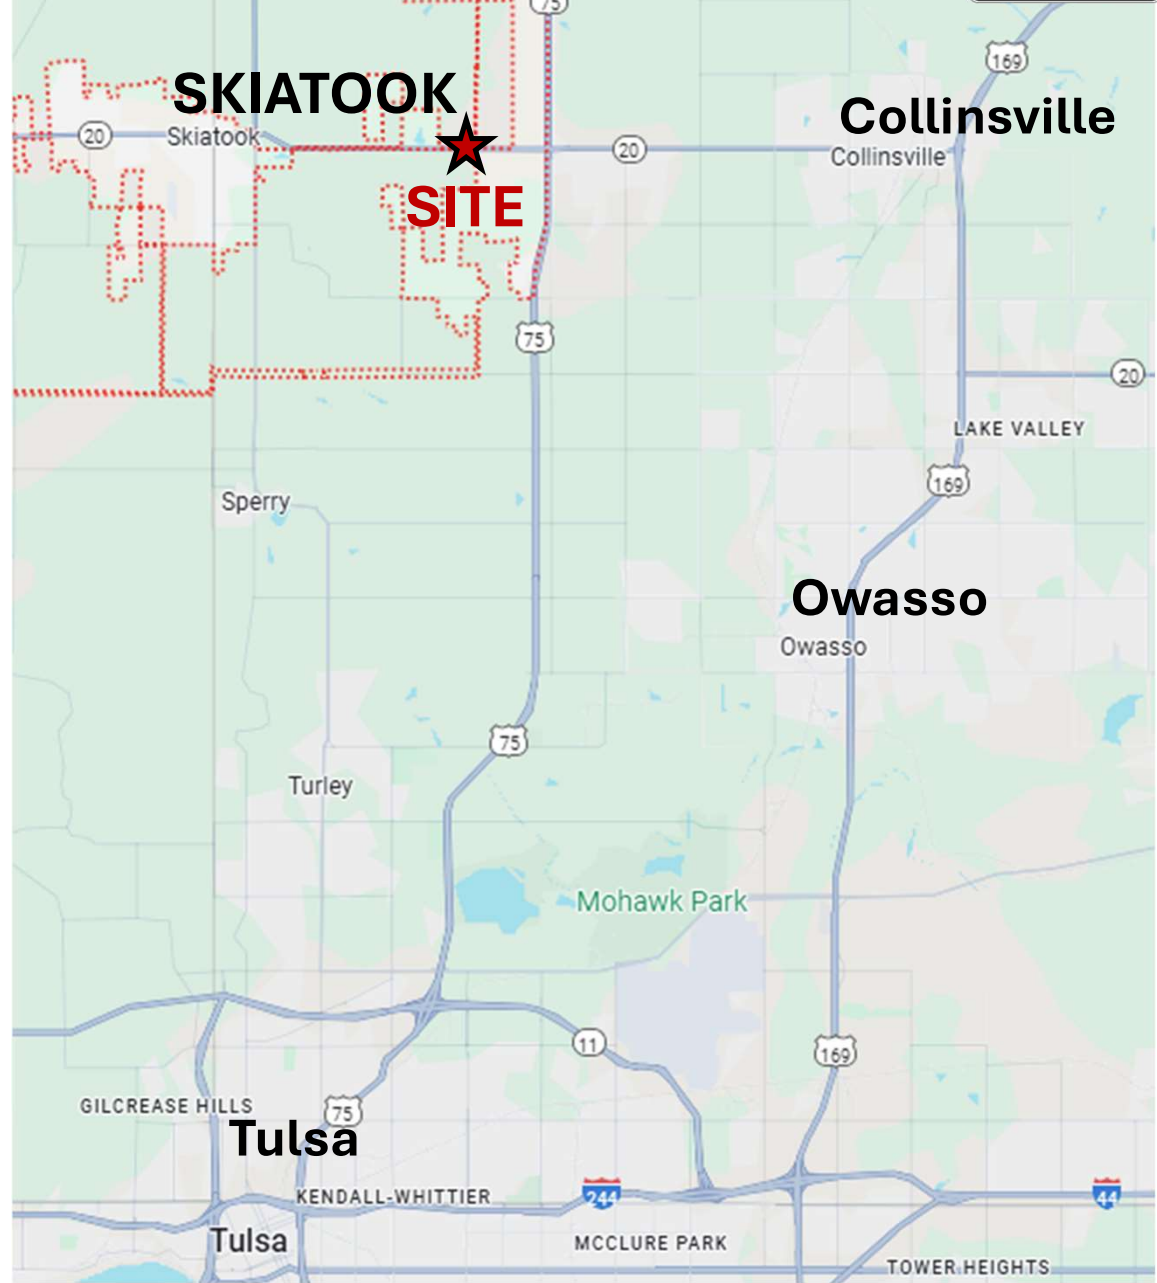 75
169
SKIATOOK
Collinsville
20
Skiatook
20
Collinsville
SITE
75
20
LAKE VALLEY
169
Sperry
Owasso
Owasso
75
Turley
Mohawk Park
11
169
GILCREASE HILLS
75
Tulsa
KENDALL-WHITTIER
244
44
Tulsa
MCCLURE PARK
TOWER HEIGHTS